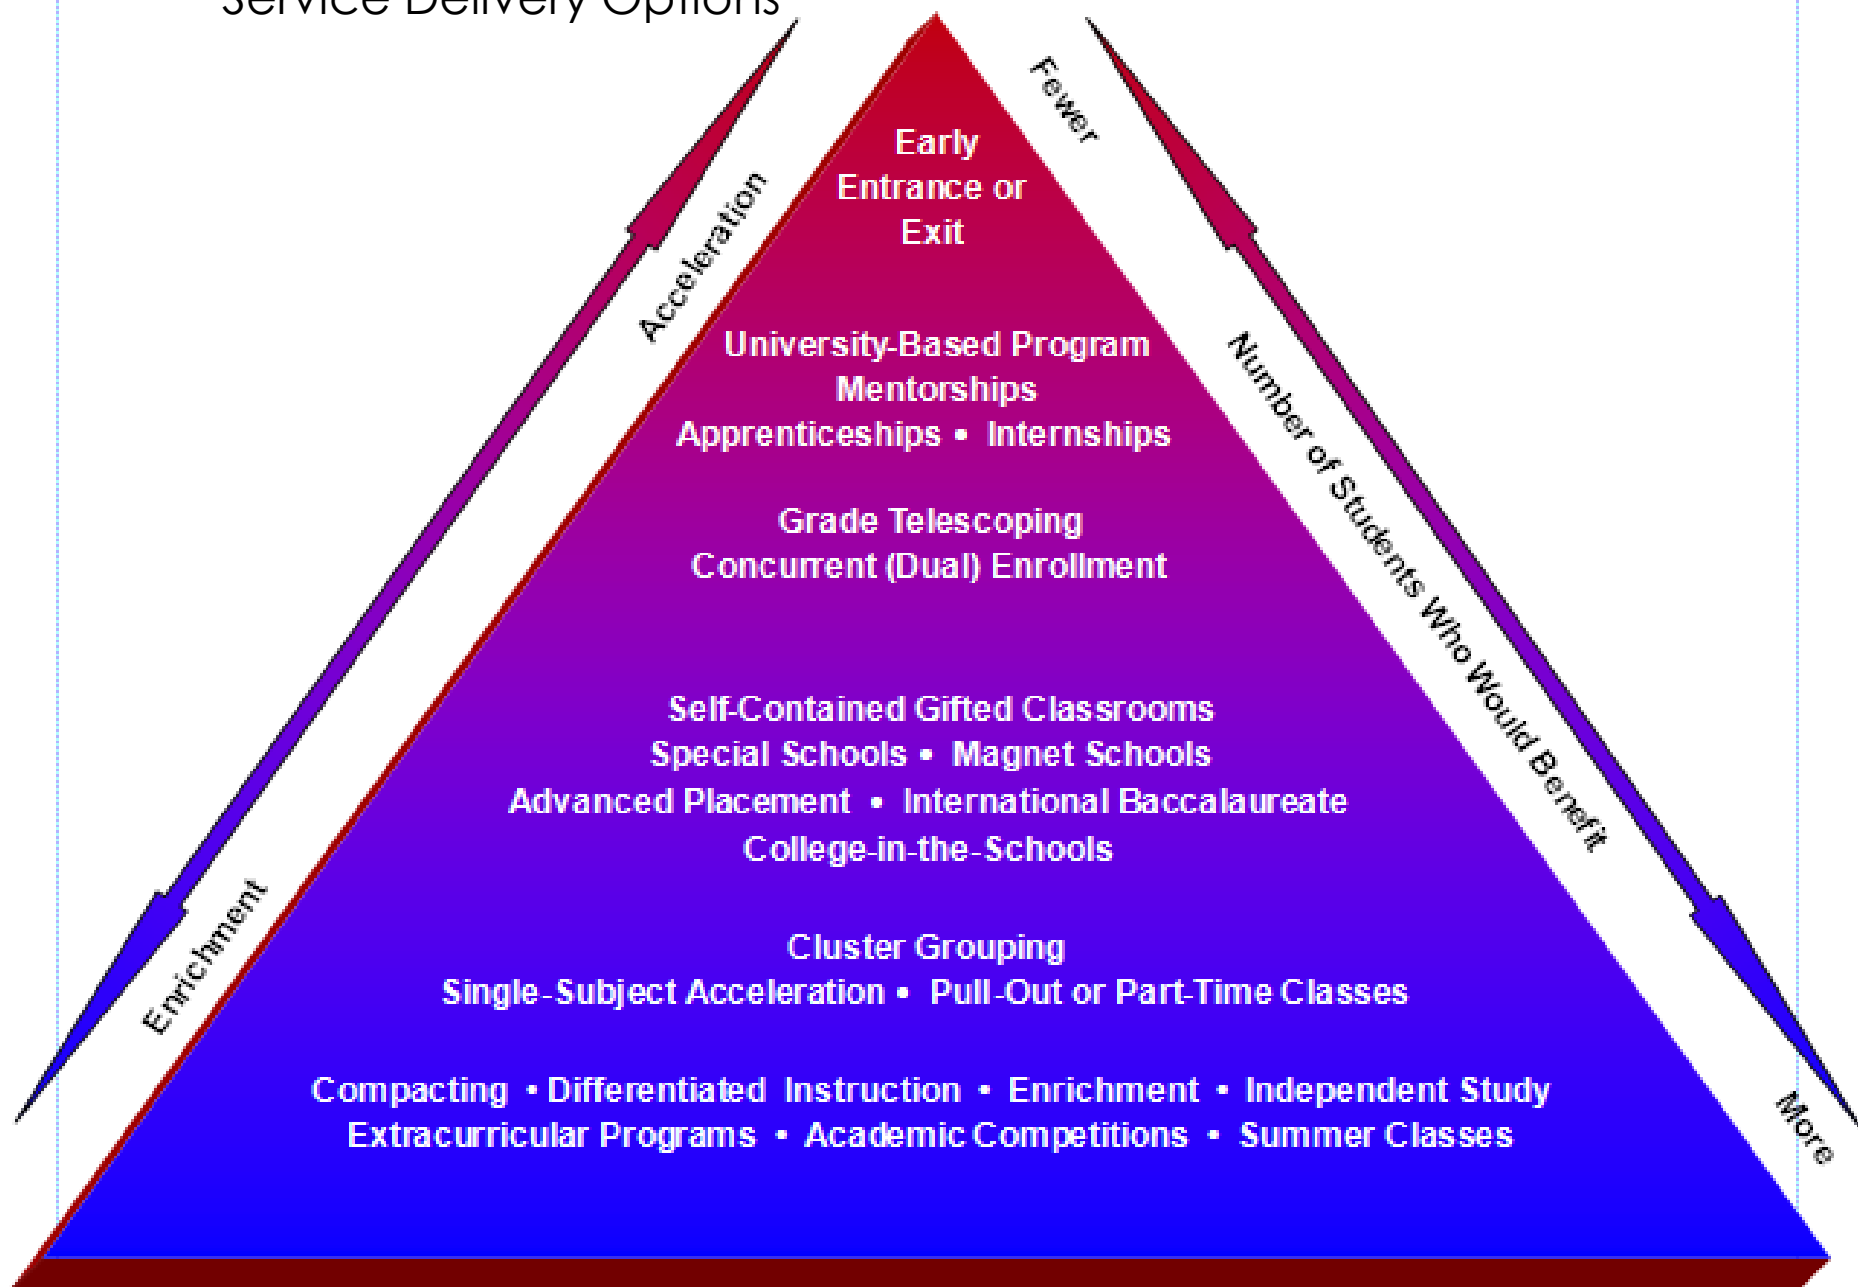 Service Delivery Options
Fewer
Acceleration
Early
Entrance or
Exit
University-Based Program
Mentorships
Apprenticeships • Internships
Number of Students Who Would Benefit
Grade Telescoping
Concurrent (Dual) Enrollment
Self-Contained Gifted Classrooms
Special Schools • Magnet Schools
Advanced Placement • International Baccalaureate
College-in-the-Schools
Enrichment
Cluster Grouping
Single-Subject Acceleration • Pull-Out or Part-Time Classes
Compacting • Differentiated Instruction • Enrichment • Independent Study
Extracurricular Programs • Academic Competitions • Summer Classes
More